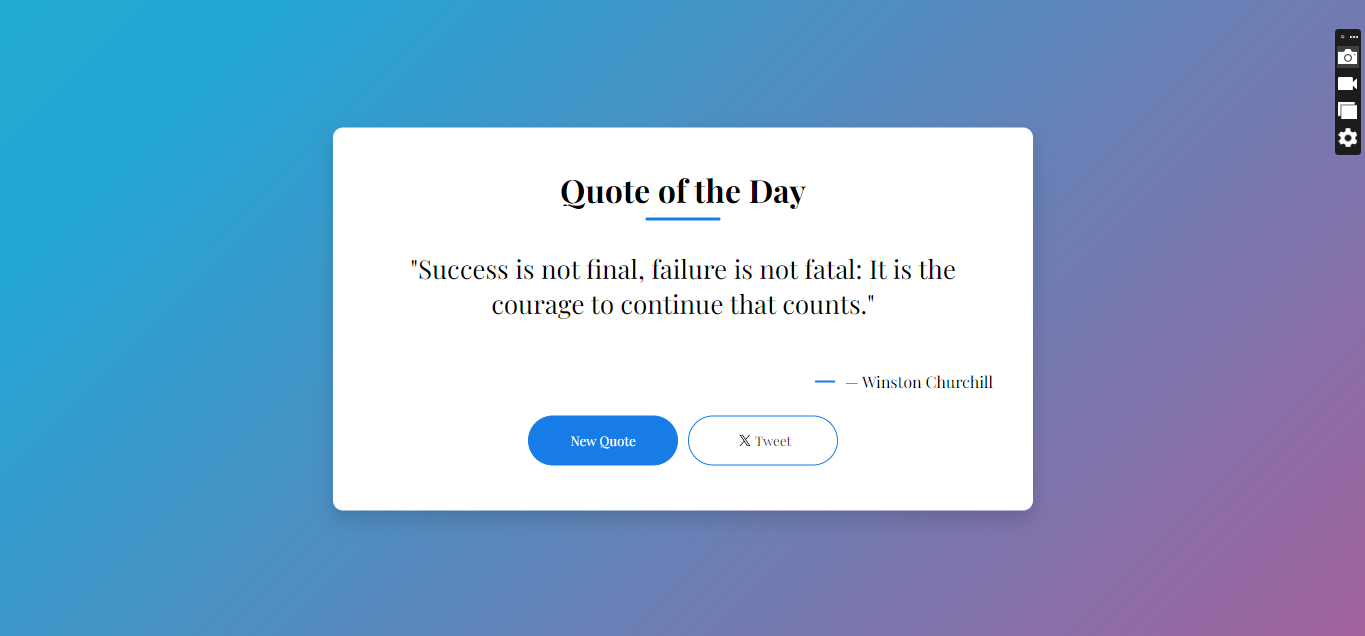 Quote of the Day
"Success is not final, failure is not fatal: It is the
courage to continue that counts."
— Winston Churchill
New Quote
𝕏 Tweet